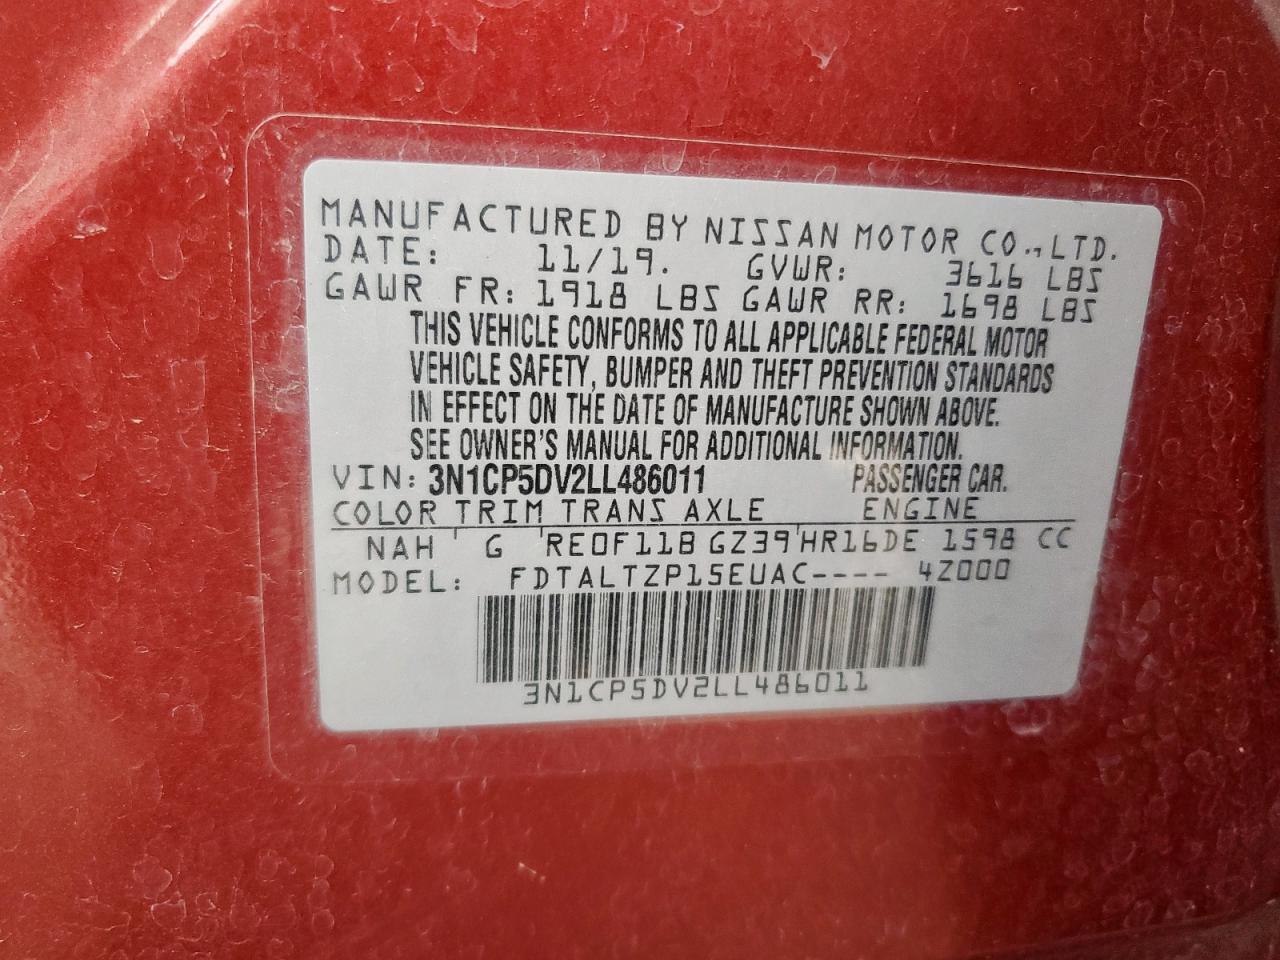 MANUFACTURED BY NISSAN MOTOR CO.,LTD.
DATE: 11/19. GVWR: 3616 LBS
GAWR FR: 1918 LBS GAWR RR: 1698 LBS
THIS VEHICLE CONFORMS TO ALL APPLICABLE FEDERAL MOTOR
VEHICLE SAFETY, BUMPER AND THEFT PREVENTION STANDARDS
IN EFFECT ON THE DATE OF MANUFACTURE SHOWN ABOVE.
SEE OWNER'S MANUAL FOR ADDITIONAL INFORMATION.
VIN: 3N1CP5DV2LL486011 PASSENGER CAR.
COLOR TRIM TRANS AXLE ENGINE
NAH G RE0F11B GZ39 HR16DE 1598 CC
MODEL: FDTALTZP15EUAC---- 4Z000
3N1CP5DV2LL486011